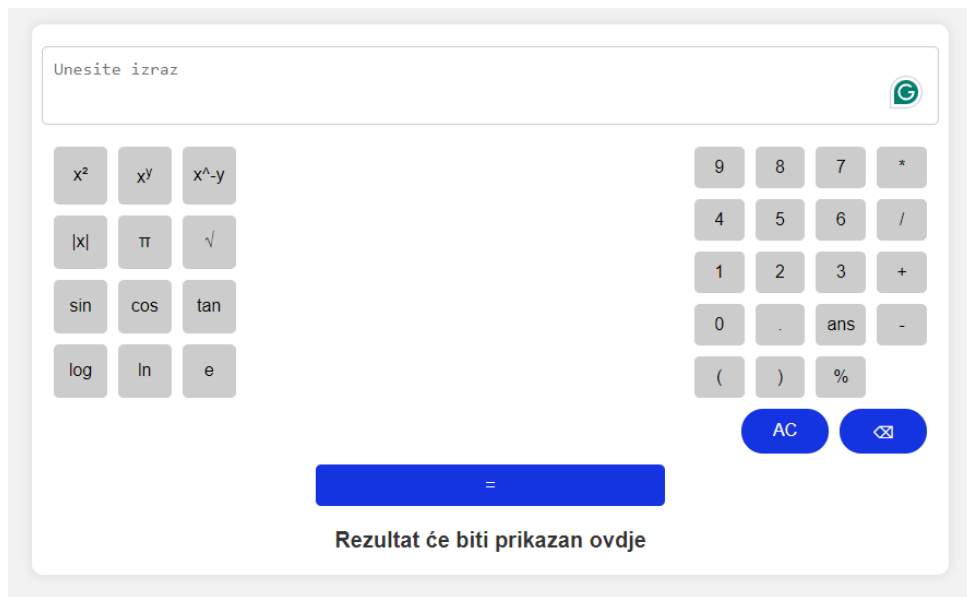 Unesite izraz
G
x² xʸ x^-y 9 8 7 *
|x| π √ 4 5 6 /
sin cos tan 1 2 3 +
log ln e 0 . ans -
( ) %
AC ⌫
=
Rezultat će biti prikazan ovdje